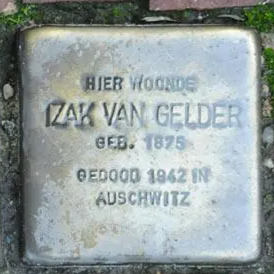 HIER WOONDE
IZAK VAN GELDER
GEB. 1875
GEDOOD 1942 IN
AUSCHWITZ